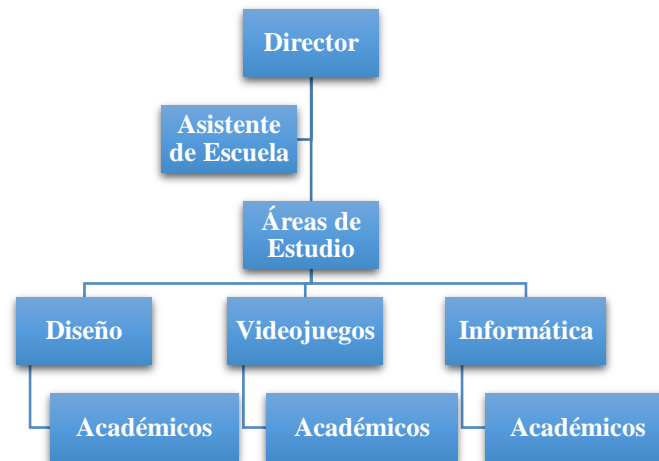 Director
Asistente
de Escuela
Áreas de
Estudio
Diseño
Videojuegos
Informática
Académicos
Académicos
Académicos